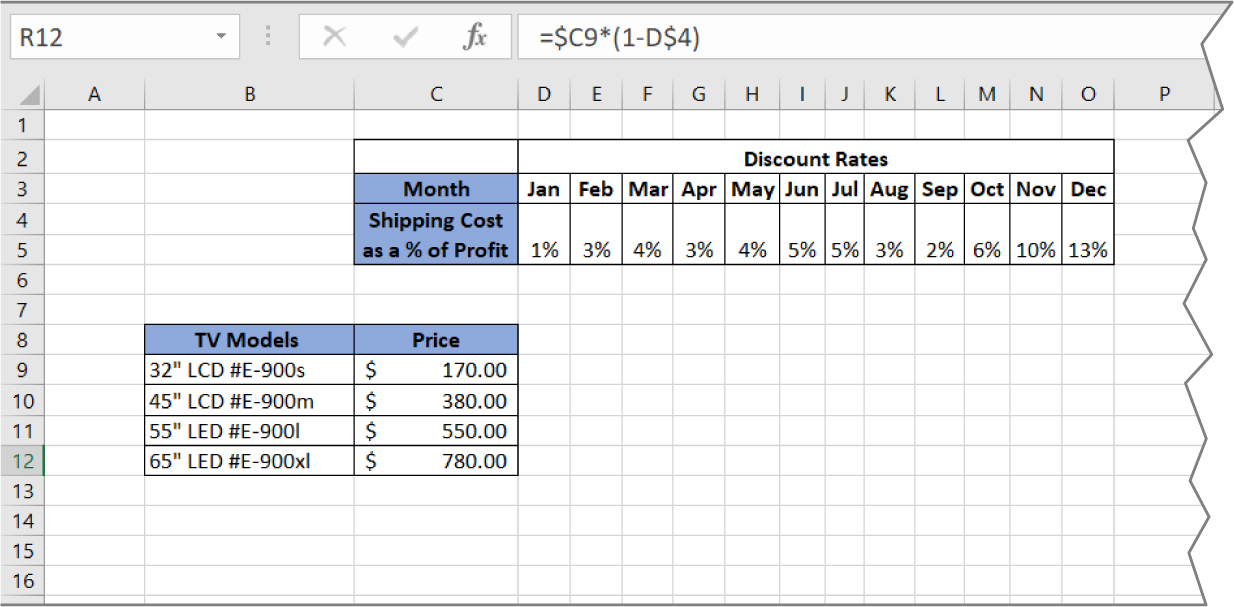 R12 fx =$C9*(1-D$4)
A B C D E F G H I J K L M N O P
1
2 Discount Rates
3 Month Jan Feb Mar Apr May Jun Jul Aug Sep Oct Nov Dec
4 Shipping Cost
5 as a % of Profit 1% 3% 4% 3% 4% 5% 5% 3% 2% 6% 10% 13%
6
7
8 TV Models Price
9 32" LCD #E-900s $ 170.00
10 45" LCD #E-900m $ 380.00
11 55" LED #E-900l $ 550.00
12 65" LED #E-900xl $ 780.00
13
14
15
16